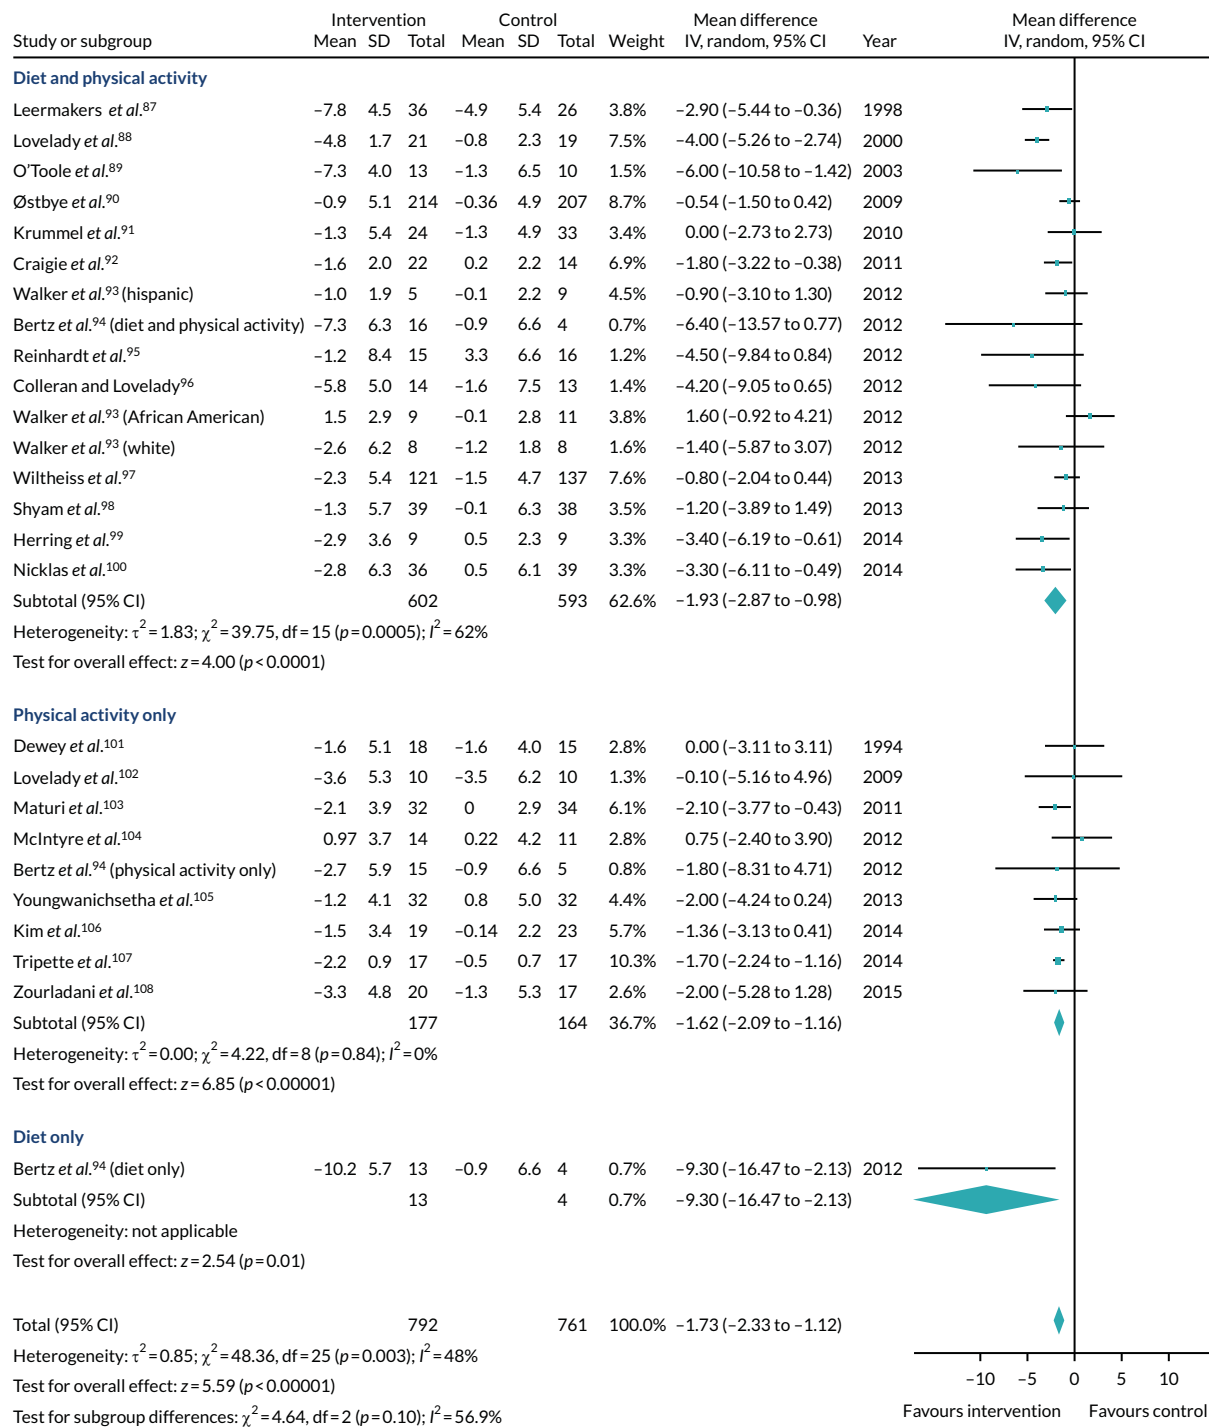 Intervention Control Mean difference Mean difference
Study or subgroup Mean SD Total Mean SD Total Weight IV, random, 95% CI Year IV, random, 95% CI
Diet and physical activity
Leermakers et al.87 −7.8 4.5 36 −4.9 5.4 26 3.8% −2.90 (−5.44 to −0.36) 1998
Lovelady et al.88 −4.8 1.7 21 −0.8 2.3 19 7.5% −4.00 (−5.26 to −2.74) 2000
O'Toole et al.89 −7.3 4.0 13 −1.3 6.5 10 1.5% −6.00 (−10.58 to −1.42) 2003
Østbye et al.90 −0.9 5.1 214 −0.36 4.9 207 8.7% −0.54 (−1.50 to 0.42) 2009
Krummel et al.91 −1.3 5.4 24 −1.3 4.9 33 3.4% 0.00 (−2.73 to 2.73) 2010
Craigie et al.92 −1.6 2.0 22 0.2 2.2 14 6.9% −1.80 (−3.22 to −0.38) 2011
Walker et al.93 (hispanic) −1.0 1.9 5 −0.1 2.2 9 4.5% −0.90 (−3.10 to 1.30) 2012
Bertz et al.94 (diet and physical activity) −7.3 6.3 16 −0.9 6.6 4 0.7% −6.40 (−13.57 to 0.77) 2012
Reinhardt et al.95 −1.2 8.4 15 3.3 6.6 16 1.2% −4.50 (−9.84 to 0.84) 2012
Colleran and Lovelady96 −5.8 5.0 14 −1.6 7.5 13 1.4% −4.20 (−9.05 to 0.65) 2012
Walker et al.93 (African American) 1.5 2.9 9 −0.1 2.8 11 3.8% 1.60 (−0.92 to 4.21) 2012
Walker et al.93 (white) −2.6 6.2 8 −1.2 1.8 8 1.6% −1.40 (−5.87 to 3.07) 2012
Wiltheiss et al.97 −2.3 5.4 121 −1.5 4.7 137 7.6% −0.80 (−2.04 to 0.44) 2013
Shyam et al.98 −1.3 5.7 39 −0.1 6.3 38 3.5% −1.20 (−3.89 to 1.49) 2013
Herring et al.99 −2.9 3.6 9 0.5 2.3 9 3.3% −3.40 (−6.19 to −0.61) 2014
Nicklas et al.100 −2.8 6.3 36 0.5 6.1 39 3.3% −3.30 (−6.11 to −0.49) 2014
Subtotal (95% CI) 602 593 62.6% −1.93 (−2.87 to −0.98)
Heterogeneity: τ2=1.83; χ2=39.75, df=15 (p=0.0005); I2=62%
Test for overall effect: z=4.00 (p<0.0001)
Physical activity only
Dewey et al.101 −1.6 5.1 18 −1.6 4.0 15 2.8% 0.00 (−3.11 to 3.11) 1994
Lovelady et al.102 −3.6 5.3 10 −3.5 6.2 10 1.3% −0.10 (−5.16 to 4.96) 2009
Maturi et al.103 −2.1 3.9 32 0 2.9 34 6.1% −2.10 (−3.77 to −0.43) 2011
McIntyre et al.104 0.97 3.7 14 0.22 4.2 11 2.8% 0.75 (−2.40 to 3.90) 2012
Bertz et al.94 (physical activity only) −2.7 5.9 15 −0.9 6.6 5 0.8% −1.80 (−8.31 to 4.71) 2012
Youngwanichsetha et al.105 −1.2 4.1 32 0.8 5.0 32 4.4% −2.00 (−4.24 to 0.24) 2013
Kim et al.106 −1.5 3.4 19 −0.14 2.2 23 5.7% −1.36 (−3.13 to 0.41) 2014
Tripette et al.107 −2.2 0.9 17 −0.5 0.7 17 10.3% −1.70 (−2.24 to −1.16) 2014
Zourladani et al.108 −3.3 4.8 20 −1.3 5.3 17 2.6% −2.00 (−5.28 to 1.28) 2015
Subtotal (95% CI) 177 164 36.7% −1.62 (−2.09 to −1.16)
Heterogeneity: τ2=0.00; χ2=4.22, df=8 (p=0.84); I2=0%
Test for overall effect: z=6.85 (p<0.00001)
Diet only
Bertz et al.94 (diet only) −10.2 5.7 13 −0.9 6.6 4 0.7% −9.30 (−16.47 to −2.13) 2012
Subtotal (95% CI) 13 4 0.7% −9.30 (−16.47 to −2.13)
Heterogeneity: not applicable
Test for overall effect: z=2.54 (p=0.01)
Total (95% CI) 792 761 100.0% −1.73 (−2.33 to −1.12)
Heterogeneity: τ2=0.85; χ2=48.36, df=25 (p=0.003); I2=48%
Test for overall effect: z=5.59 (p<0.00001) −10 −5 0 5 10
Test for subgroup differences: χ2=4.64, df=2 (p=0.10); I2=56.9% Favours intervention Favours control